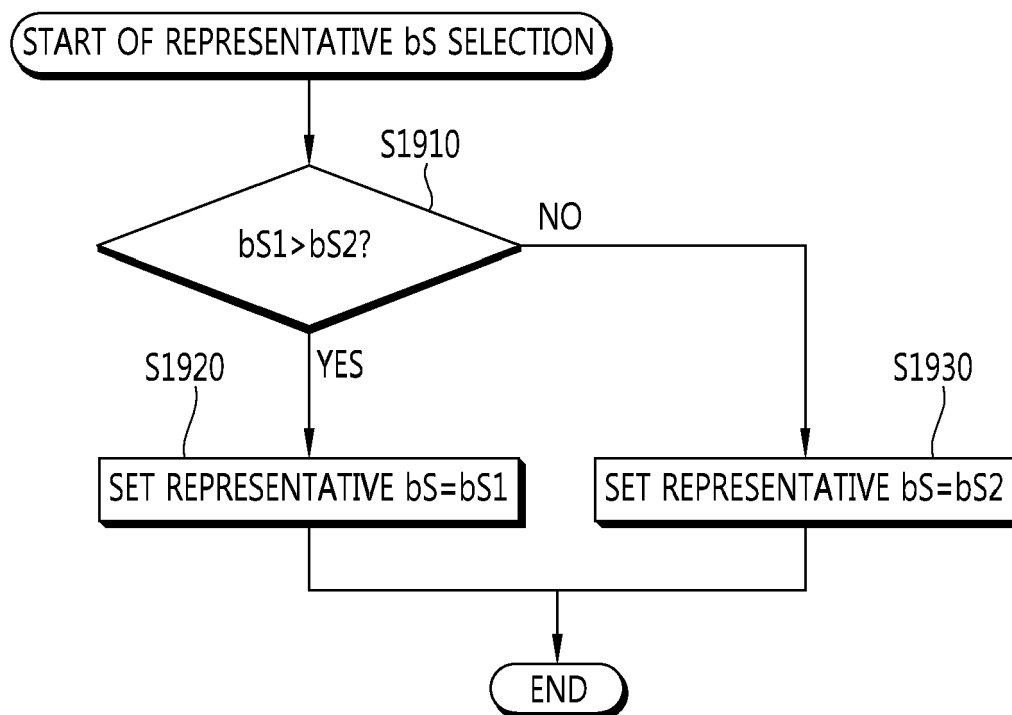 START OF REPRESENTATIVE bS SELECTION
S1910
bS1>bS2?
NO
YES
S1920
S1930
SET REPRESENTATIVE bS=bS1
SET REPRESENTATIVE bS=bS2
END